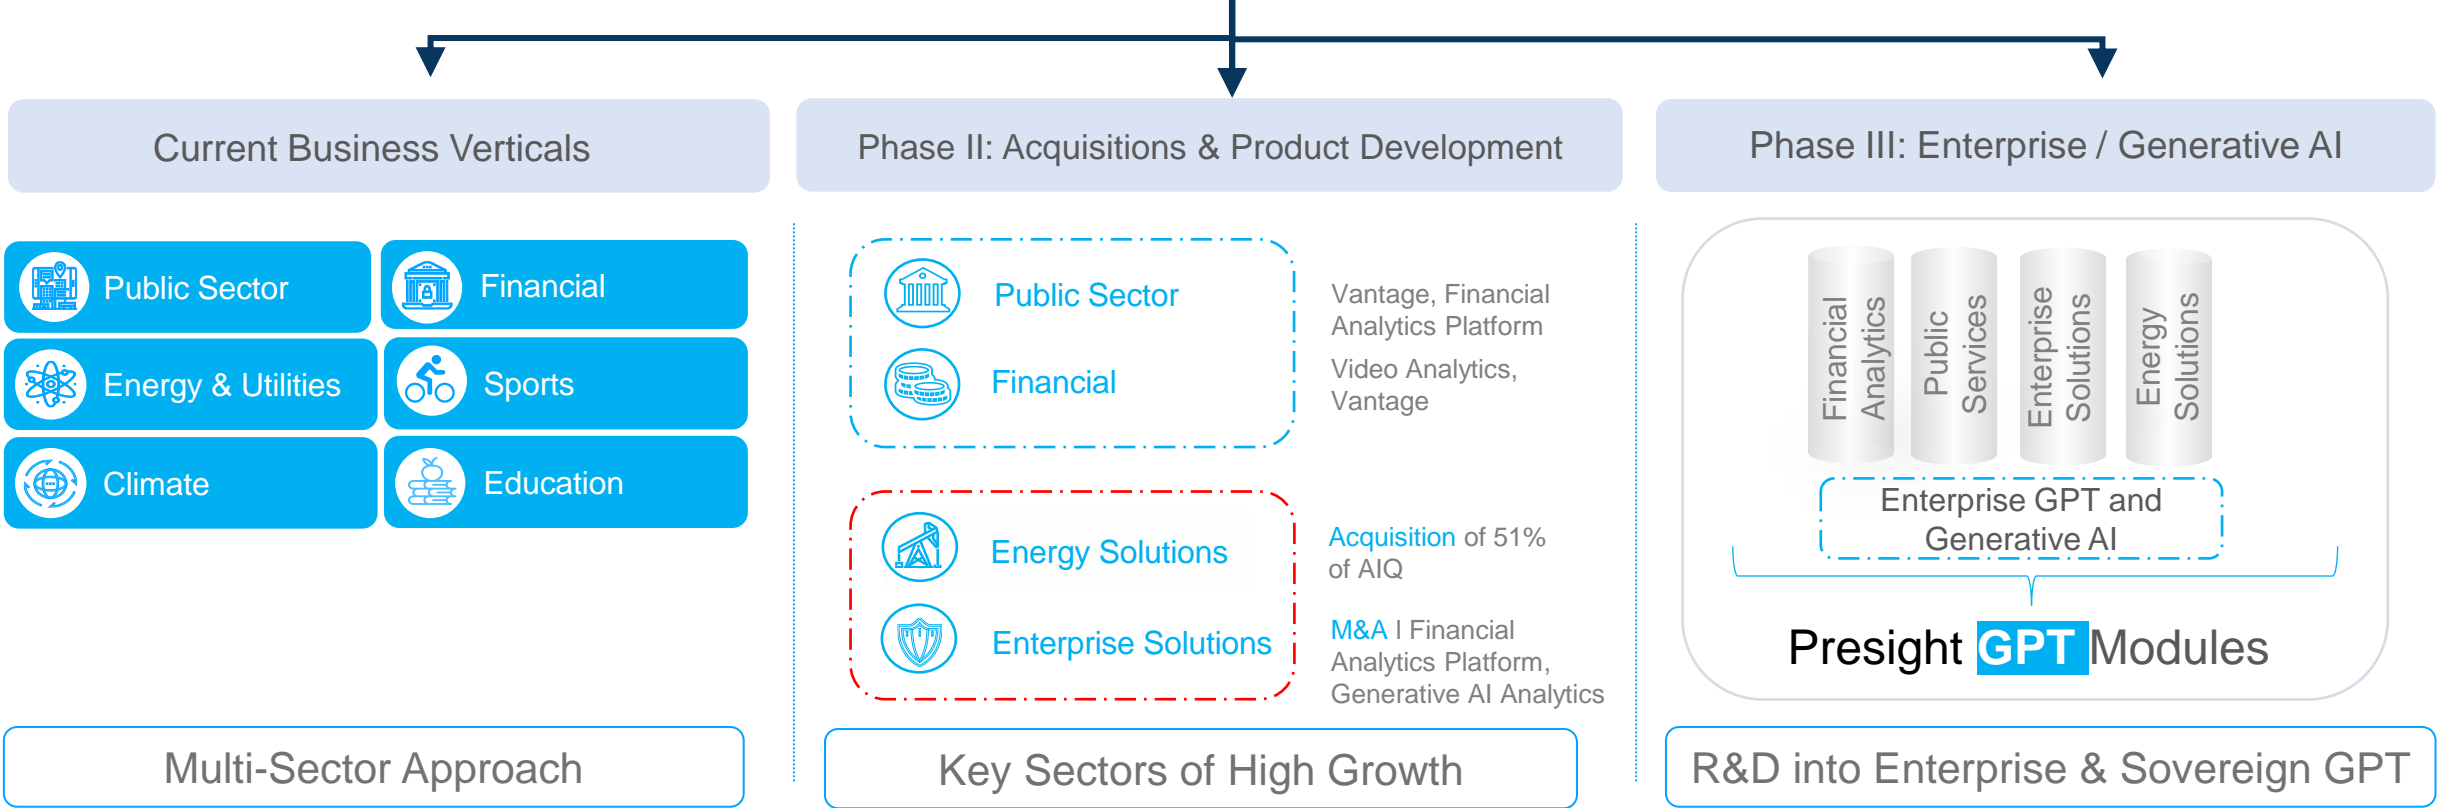 Current Business Verticals
Public Sector
Financial
Energy & Utilities
Sports
Climate
Education
Multi-Sector Approach
Phase II: Acquisitions & Product Development
Public Sector
Vantage, Financial
Analytics Platform
Financial
Video Analytics,
Vantage
Energy Solutions
Acquisition of 51%
of AIQ
Enterprise Solutions
M&A I Financial
Analytics Platform,
Generative AI Analytics
Key Sectors of High Growth
Phase III: Enterprise / Generative AI
Financial
Analytics
Public
Services
Enterprise
Solutions
Energy
Solutions
Enterprise GPT and
Generative AI
Presight GPT Modules
R&D into Enterprise & Sovereign GPT